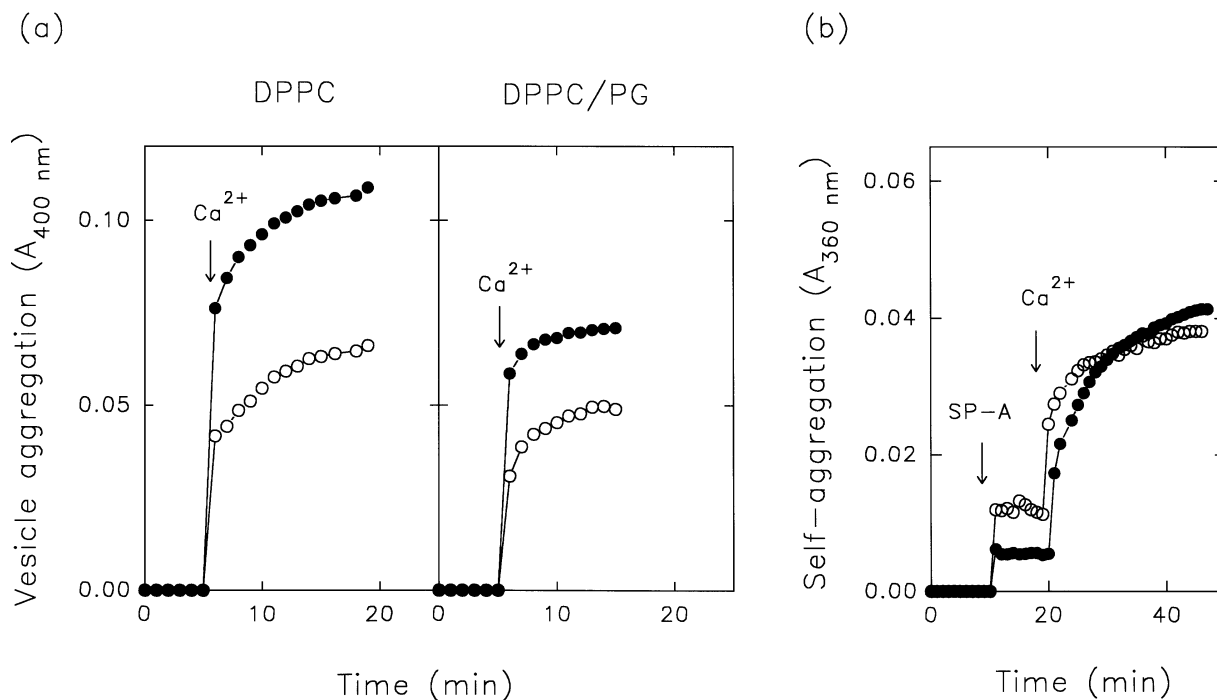 (a)
(b)
DPPC
DPPC/PG
Vesicle aggregation (A400 nm)
0.10
0.05
0.00
Ca2+
Ca2+
0
10
20
0
10
20
Time (min)
Self-aggregation (A360 nm)
0.06
0.04
0.02
0.00
Ca2+
SP-A
0
20
40
Time (min)